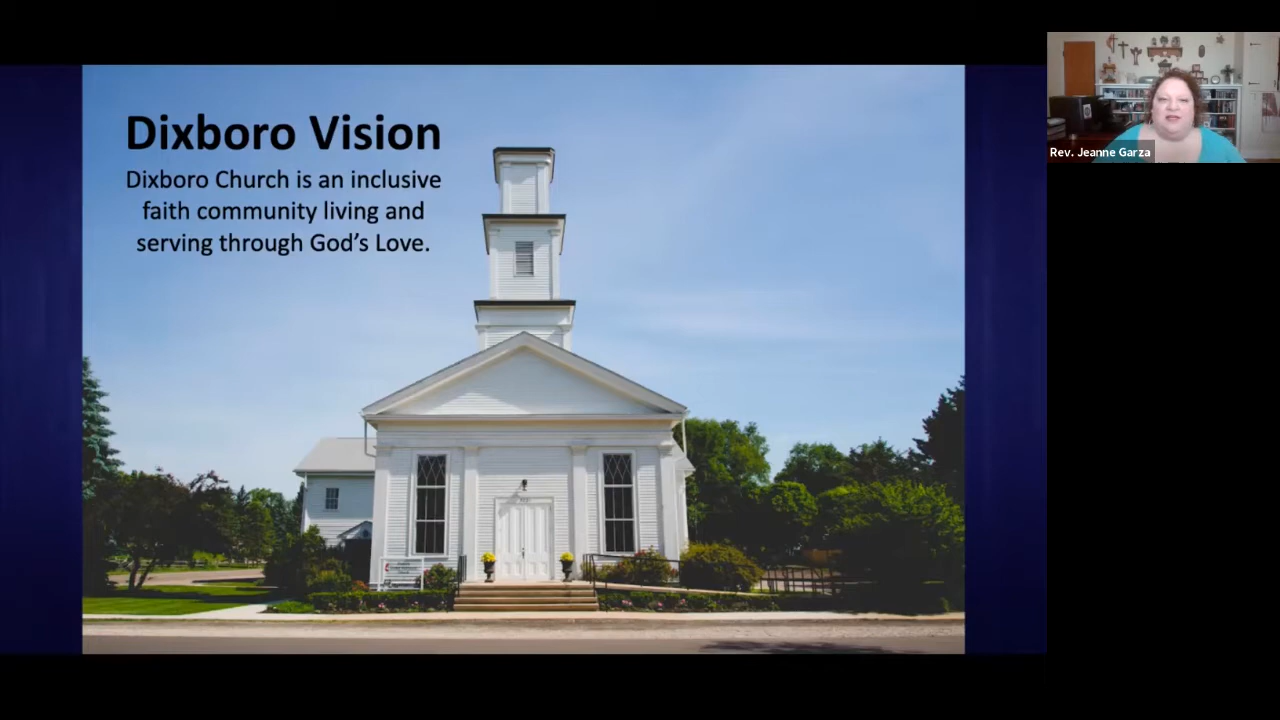 Dixboro Vision
Dixboro Church is an inclusive
faith community living and
serving through God's Love.
Rev. Jeanne Garza